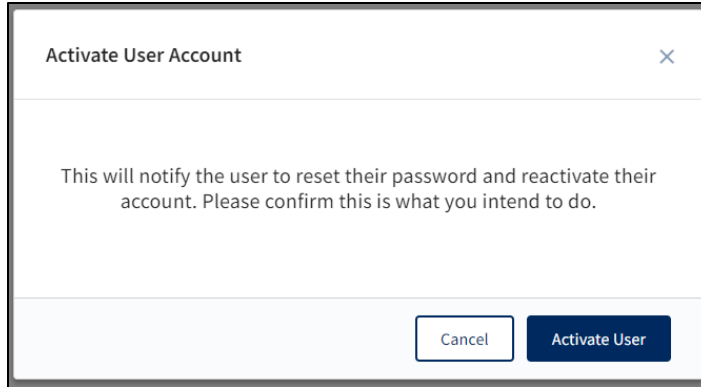 Activate User Account
This will notify the user to reset their password and reactivate their
account. Please confirm this is what you intend to do.
Cancel
Activate User